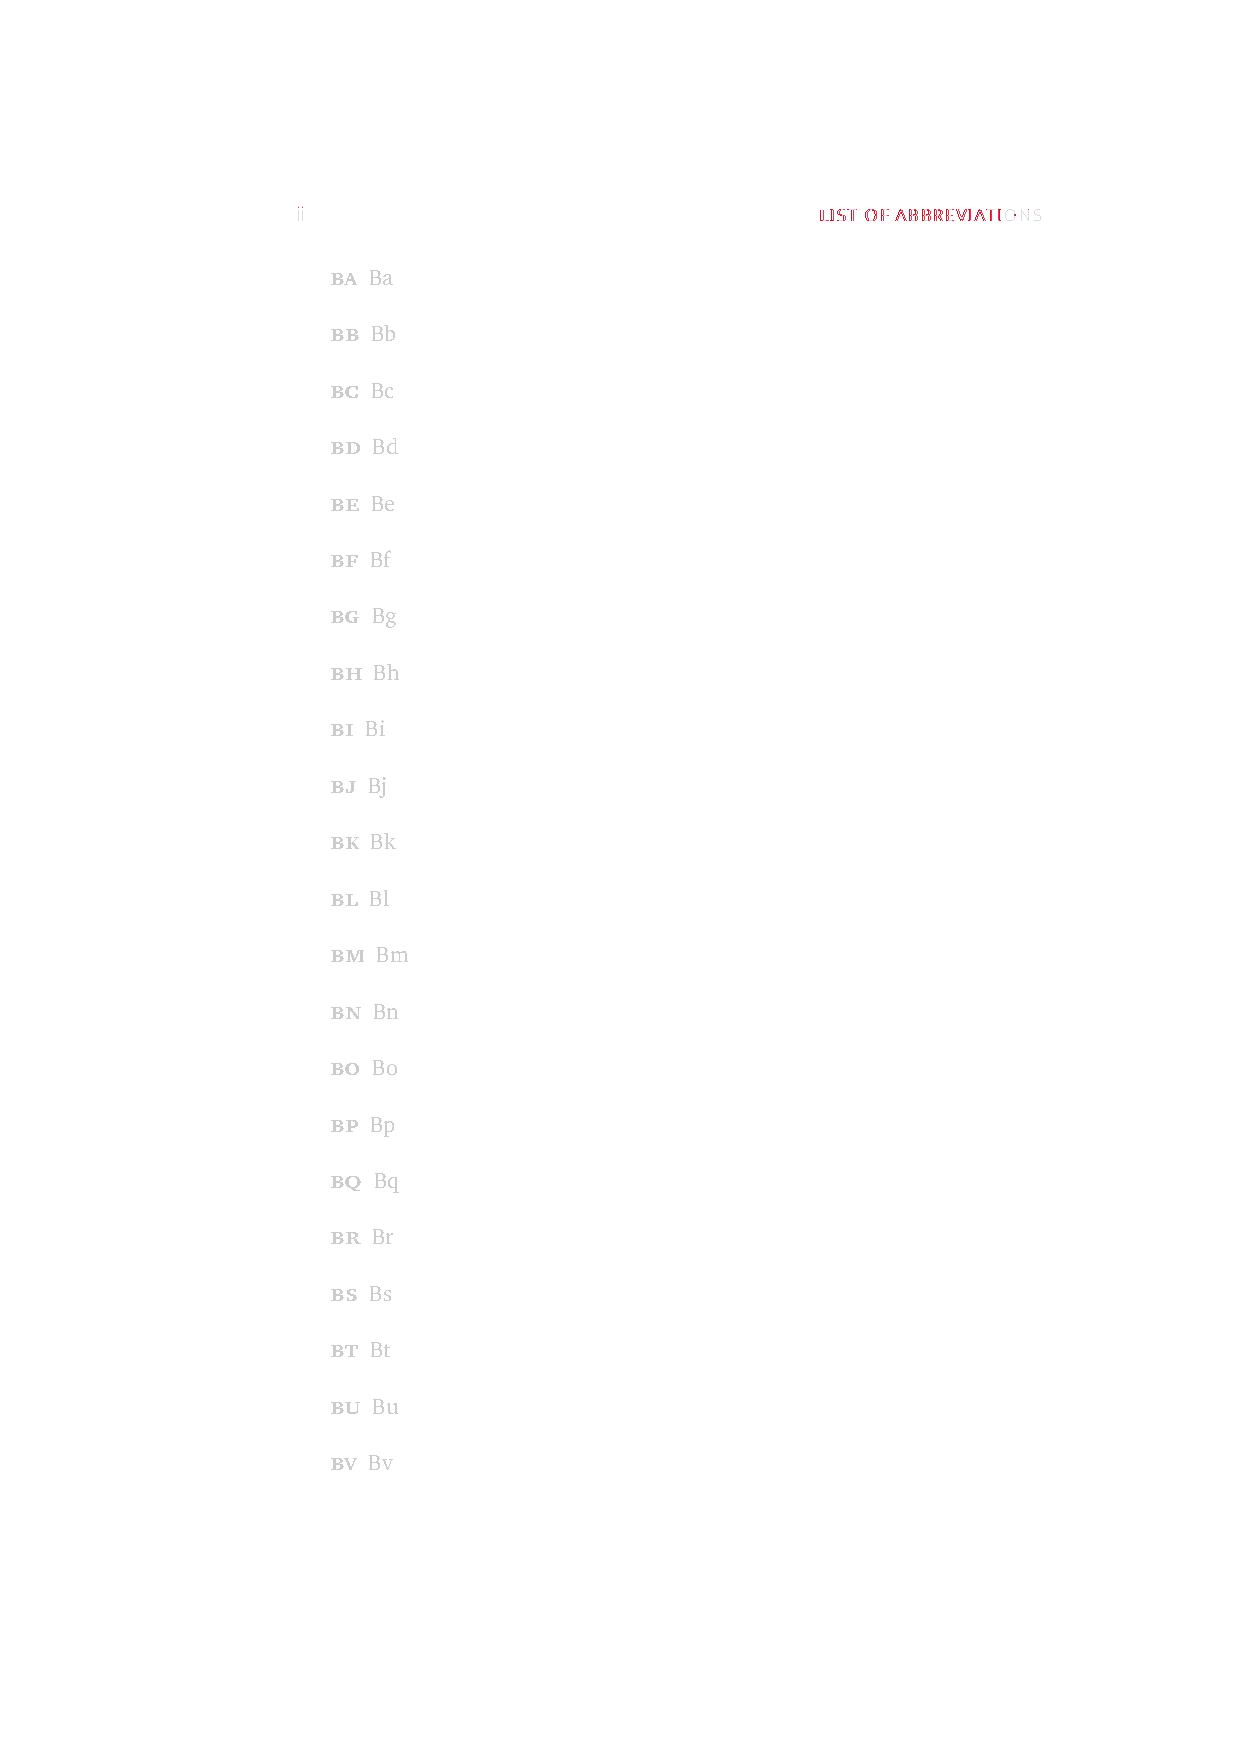 ii LIST OF ABBREVIATIONS
BA Ba
BB Bb
BC Bc
BD Bd
BE Be
BF Bf
BG Bg
BH Bh
BI Bi
BJ Bj
BK Bk
BL Bl
BM Bm
BN Bn
BO Bo
BP Bp
BQ Bq
BR Br
BS Bs
BT Bt
BU Bu
BV Bv